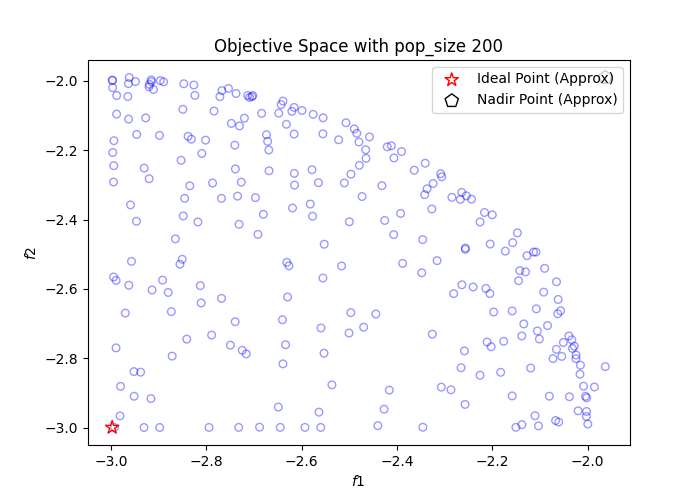 Objective Space with pop_size 200
Ideal Point (Approx)
Nadir Point (Approx)
−2.0
−2.2
−2.4
−2.6
−2.8
−3.0
f2
−3.0 −2.8 −2.6 −2.4 −2.2 −2.0
f1